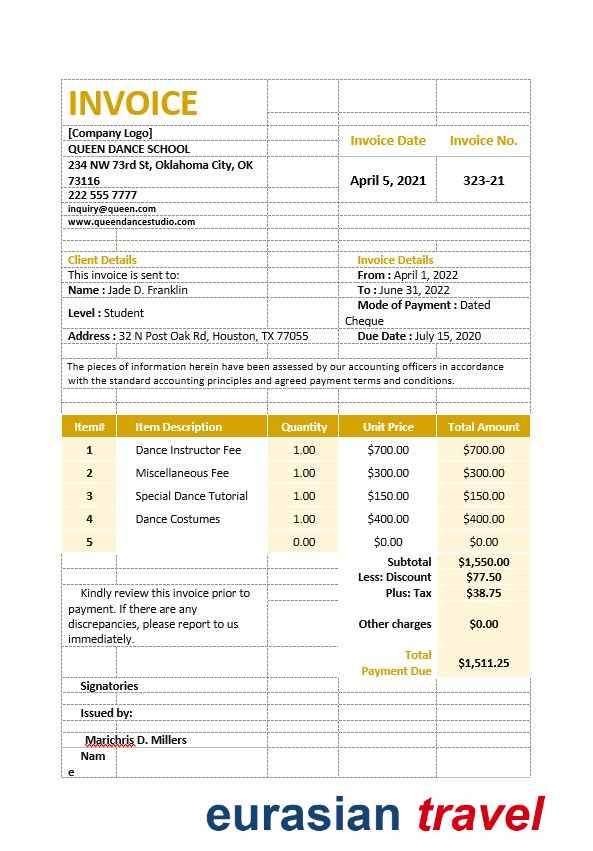 INVOICE
[Company Logo]
QUEEN DANCE SCHOOL
Invoice Date Invoice No.
234 NW 73rd St, Oklahoma City, OK
73116
April 5, 2021 323-21
222 555 7777
inquiry@queen.com
www.queendancestudio.com
Client Details Invoice Details
This invoice is sent to: From : April 1, 2022
Name : Jade D. Franklin To : June 31, 2022
Level : Student Mode of Payment : Dated
Cheque
Address : 32 N Post Oak Rd, Houston, TX 77055 Due Date : July 15, 2020
The pieces of information herein have been assessed by our accounting officers in accordance
with the standard accounting principles and agreed payment terms and conditions.
Item# Item Description Quantity Unit Price Total Amount
1 Dance Instructor Fee 1.00 $700.00 $700.00
2 Miscellaneous Fee 1.00 $300.00 $300.00
3 Special Dance Tutorial 1.00 $150.00 $150.00
4 Dance Costumes 1.00 $400.00 $400.00
5 0.00 $0.00 $0.00
Subtotal $1,550.00
Less: Discount $77.50
Plus: Tax $38.75
Kindly review this invoice prior to
payment. If there are any
discrepancies, please report to us
immediately.
Other charges $0.00
Total
Payment Due $1,511.25
Signatories
Issued by:
Marichris D. Millers
Nam
e
eurasian travel